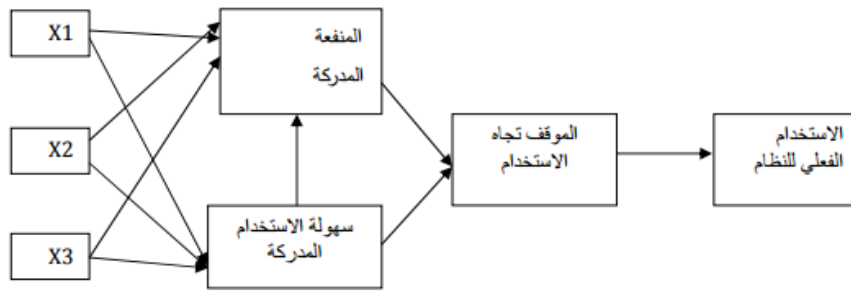 X1
X2
X3
المنفعة
المدركة
سهولة الاستخدام
المدركة
الموقف تجاه
الاستخدام
الاستخدام
الفعلي للنظام